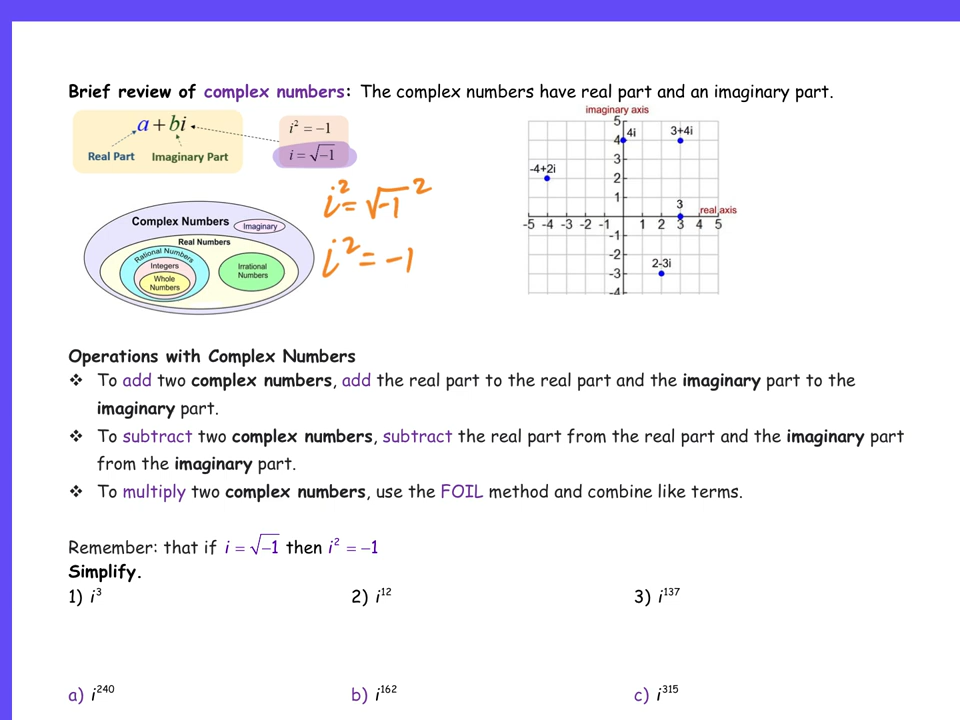 Brief review of complex numbers: The complex numbers have real part and an imaginary part.
a + bi
Real Part Imaginary Part
i² = −1
i = √−1
i² = √−1²
i² = −1
Complex Numbers
Imaginary
Real Numbers
Rational Numbers
Integers
Whole Numbers
Irrational Numbers
imaginary axis
5
4 4i 3+4i
3
-4+2i
2
1
3
real axis
-5 -4 -3 -2 -1 1 2 3 4 5
-1
-2
2-3i
-3
-4
Operations with Complex Numbers
❖ To add two complex numbers, add the real part to the real part and the imaginary part to the
imaginary part.
❖ To subtract two complex numbers, subtract the real part from the real part and the imaginary part
from the imaginary part.
❖ To multiply two complex numbers, use the FOIL method and combine like terms.
Remember: that if i = √−1 then i² = −1
Simplify.
1) i³ 2) i¹² 3) i¹³⁷
a) i²⁴⁰ b) i¹⁶² c) i³¹⁵